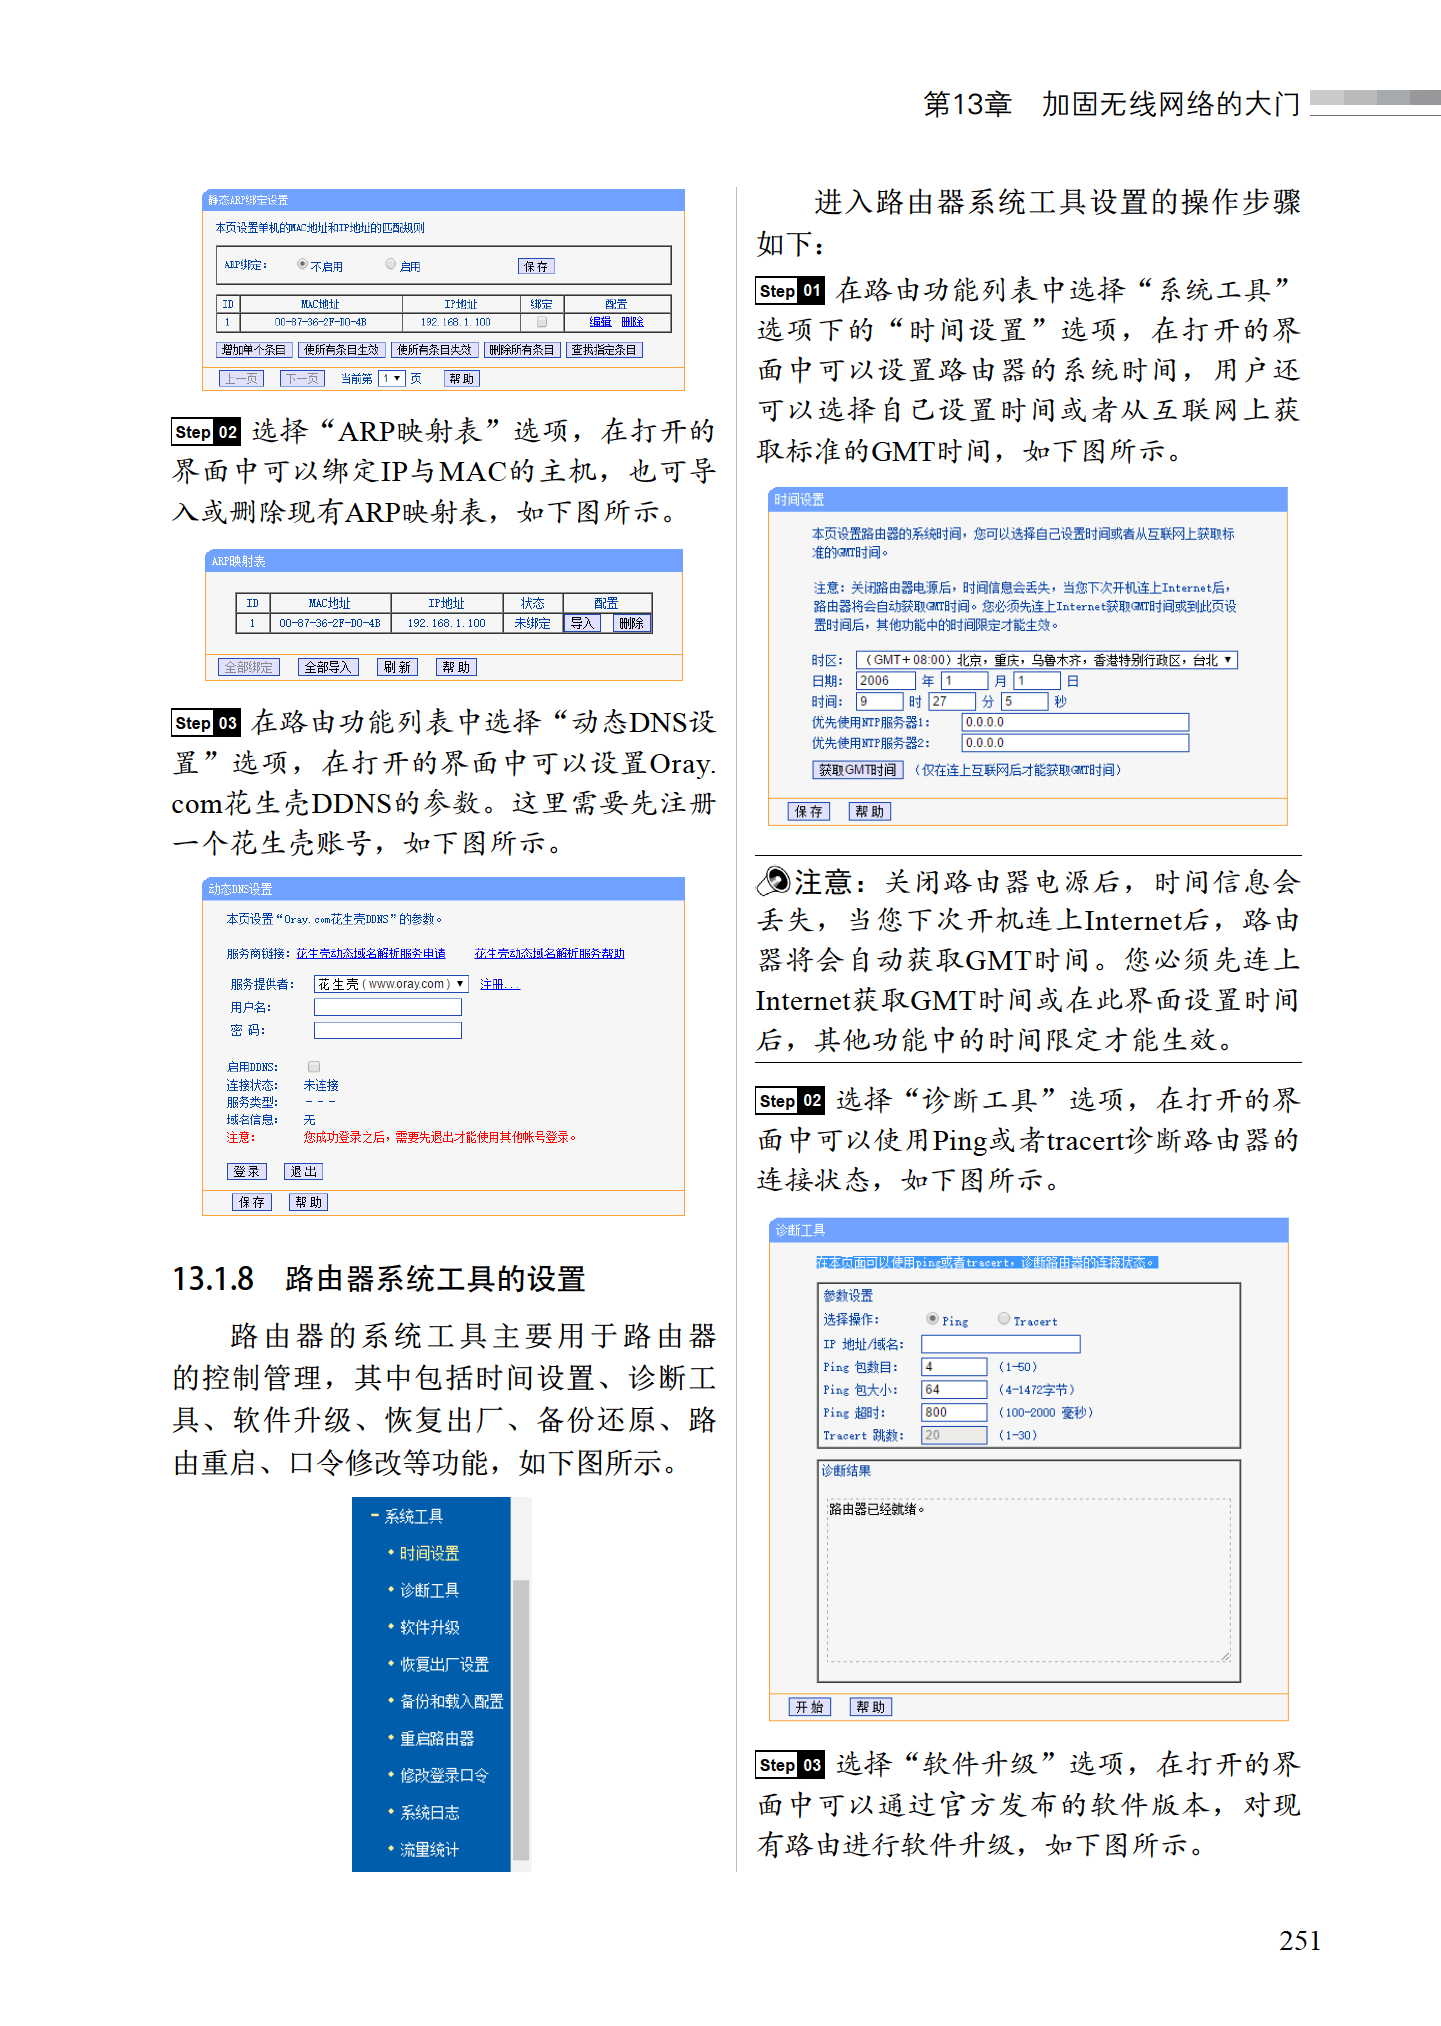 第13章 加固无线网络的大门
静态ARP绑定设置
本页设置单机的MAC地址和IP地址的匹配规则
ARP绑定： 不启用 启用 保存
ID MAC地址 IP地址 绑定 配置
1 00-87-36-2F-D0-4B 192.168.1.100 编辑 删除
增加单个条目 使所有条目生效 使所有条目失效 删除所有条目 查找指定条目
上一页 下一页 当前第 1 页 帮助
Step 02 选择“ARP映射表”选项，在打开的
界面中可以绑定IP与MAC的主机，也可导
入或删除现有ARP映射表，如下图所示。
ARP映射表
ID MAC地址 IP地址 状态 配置
1 00-87-36-2F-D0-4B 192.168.1.100 未绑定 导入 删除
全部绑定 全部导入 刷新 帮助
Step 03 在路由功能列表中选择“动态DNS设
置”选项，在打开的界面中可以设置Oray.
com花生壳DDNS的参数。这里需要先注册
一个花生壳账号，如下图所示。
动态DNS设置
本页设置“Oray.com花生壳DDNS”的参数。
服务商链接：花生壳动态域名解析服务申请 花生壳动态域名解析服务帮助
服务提供者： 花生壳（www.oray.com） 注册...
用户名：
密 码：
启用DDNS：
连接状态： 未连接
服务类型： - - -
域名信息： 无
注意： 您成功登录之后，需要先退出才能使用其他帐号登录。
登录 退出
保存 帮助
13.1.8 路由器系统工具的设置
路由器的系统工具主要用于路由器
的控制管理，其中包括时间设置、诊断工
具、软件升级、恢复出厂、备份还原、路
由重启、口令修改等功能，如下图所示。
- 系统工具
• 时间设置
• 诊断工具
• 软件升级
• 恢复出厂设置
• 备份和载入配置
• 重启路由器
• 修改登录口令
• 系统日志
• 流量统计
进入路由器系统工具设置的操作步骤
如下：
Step 01 在路由功能列表中选择“系统工具”
选项下的“时间设置”选项，在打开的界
面中可以设置路由器的系统时间，用户还
可以选择自己设置时间或者从互联网上获
取标准的GMT时间，如下图所示。
时间设置
本页设置路由器的系统时间，您可以选择自己设置时间或者从互联网上获取标
准的GMT时间。
注意：关闭路由器电源后，时间信息会丢失，当您下次开机连上Internet后，
路由器将会自动获取GMT时间。您必须先连上Internet获取GMT时间或到此页设
置时间后，其他功能中的时间限定才能生效。
时区： （GMT+08:00）北京，重庆，乌鲁木齐，香港特别行政区，台北
日期： 2006 年 1 月 1 日
时间： 9 时 27 分 5 秒
优先使用NTP服务器1： 0.0.0.0
优先使用NTP服务器2： 0.0.0.0
获取GMT时间 （仅在连上互联网后才能获取GMT时间）
保存 帮助
注意：关闭路由器电源后，时间信息会
丢失，当您下次开机连上Internet后，路由
器将会自动获取GMT时间。您必须先连上
Internet获取GMT时间或在此界面设置时间
后，其他功能中的时间限定才能生效。
Step 02 选择“诊断工具”选项，在打开的界
面中可以使用Ping或者tracert诊断路由器的
连接状态，如下图所示。
诊断工具
在本页面可以使用ping或者tracert，诊断路由器的连接状态。
参数设置
选择操作： Ping Tracert
IP 地址/域名：
Ping 包数目： 4 （1-50）
Ping 包大小： 64 （4-1472字节）
Ping 超时： 800 （100-2000 毫秒）
Tracert 跳数： 20 （1-30）
诊断结果
路由器已经就绪。
开始 帮助
Step 03 选择“软件升级”选项，在打开的界
面中可以通过官方发布的软件版本，对现
有路由进行软件升级，如下图所示。
251